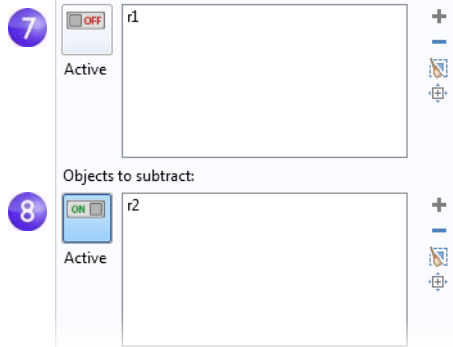 7
OFF
r1
Active
Objects to subtract:
8
ON
r2
Active